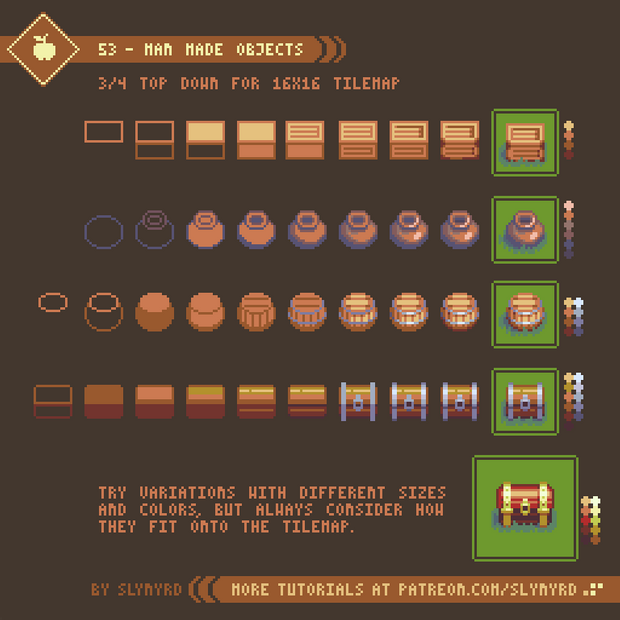 53 - MAN MADE OBJECTS
3/4 TOP DOWN FOR 16X16 TILEMAP
TRY VARIATIONS WITH DIFFERENT SIZES
AND COLORS, BUT ALWAYS CONSIDER HOW
THEY FIT ONTO THE TILEMAP.
BY SLYNYRD
MORE TUTORIALS AT PATREON.COM/SLYNYRD